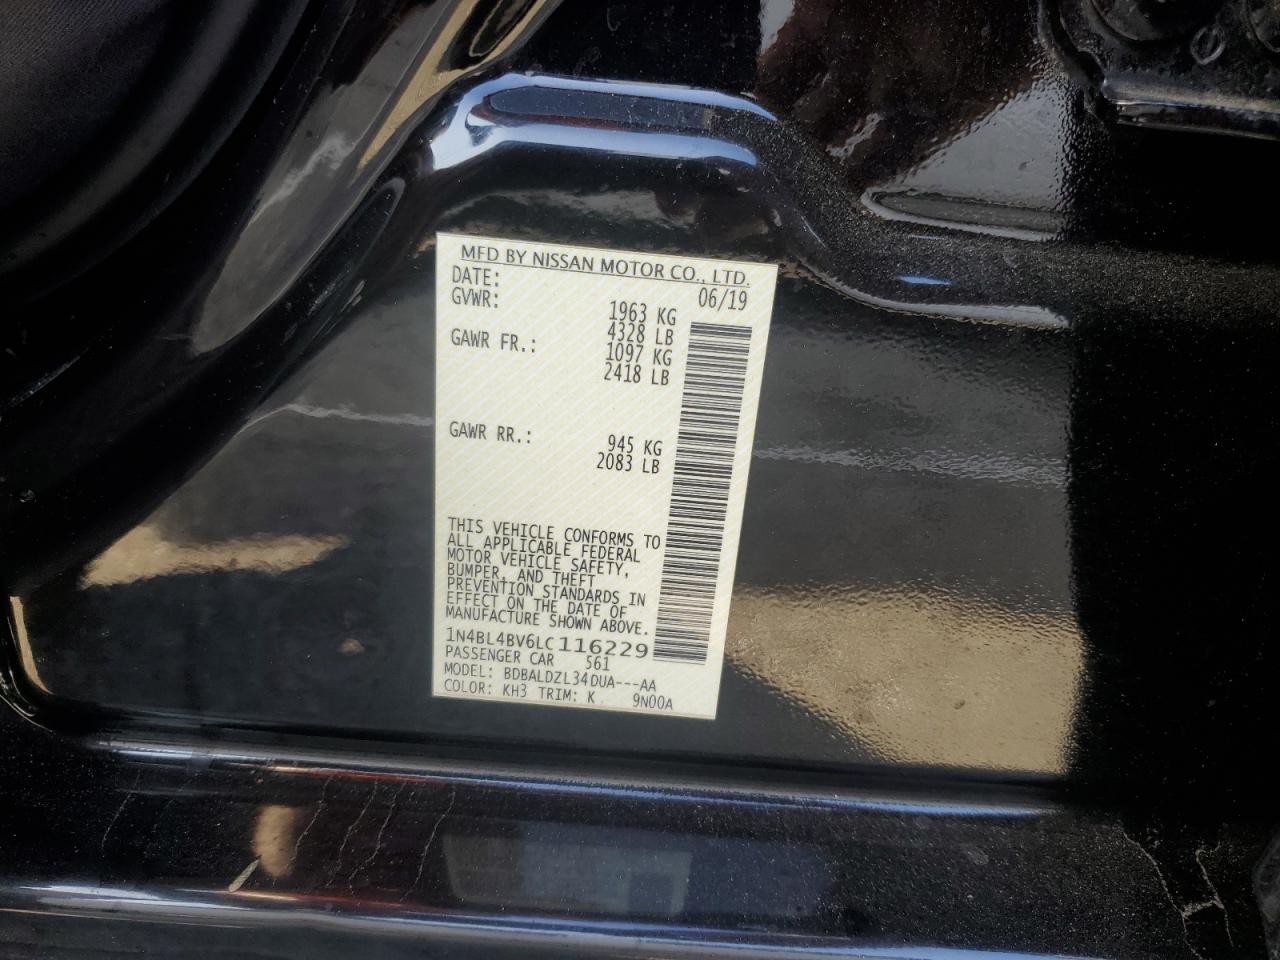 MFD BY NISSAN MOTOR CO., LTD.
DATE: 06/19
GVWR: 1963 KG
4328 LB
GAWR FR.: 1097 KG
2418 LB
GAWR RR.: 945 KG
2083 LB
THIS VEHICLE CONFORMS TO
ALL APPLICABLE FEDERAL
MOTOR VEHICLE SAFETY,
BUMPER, AND THEFT
PREVENTION STANDARDS IN
EFFECT ON THE DATE OF
MANUFACTURE SHOWN ABOVE.
1N4BL4BV6LC116229
PASSENGER CAR 561
MODEL: BDBALDZL34DUA---AA
COLOR: KH3 TRIM: K 9N00A